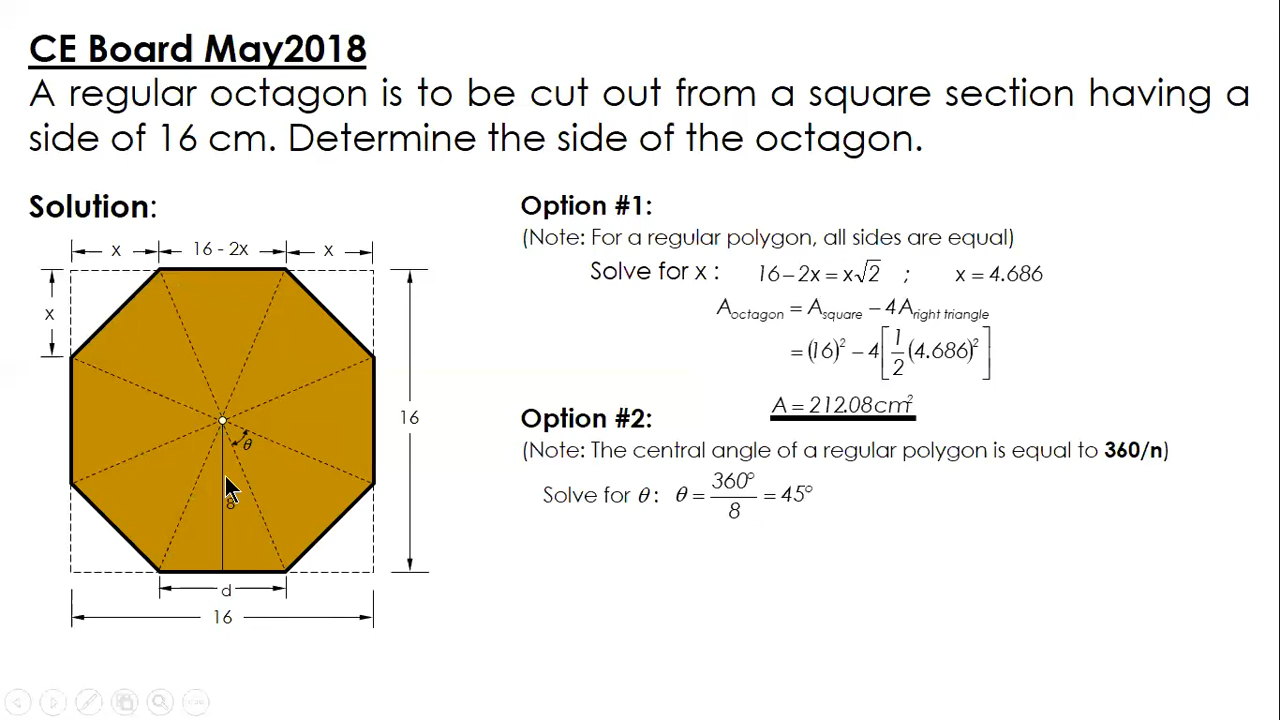 CE Board May2018
A regular octagon is to be cut out from a square section having a
side of 16 cm. Determine the side of the octagon.
Solution:
x
16 - 2x
x
x
16
θ
8
d
16
Option #1:
(Note: For a regular polygon, all sides are equal)
Solve for x : 16 – 2x = x√2 ; x = 4.686
A_octagon = A_square – 4A_right triangle
= (16)² – 4[1/2(4.686)²]
A = 212.08cm²
Option #2:
(Note: The central angle of a regular polygon is equal to 360/n)
Solve for θ : θ = 360°/8 = 45°